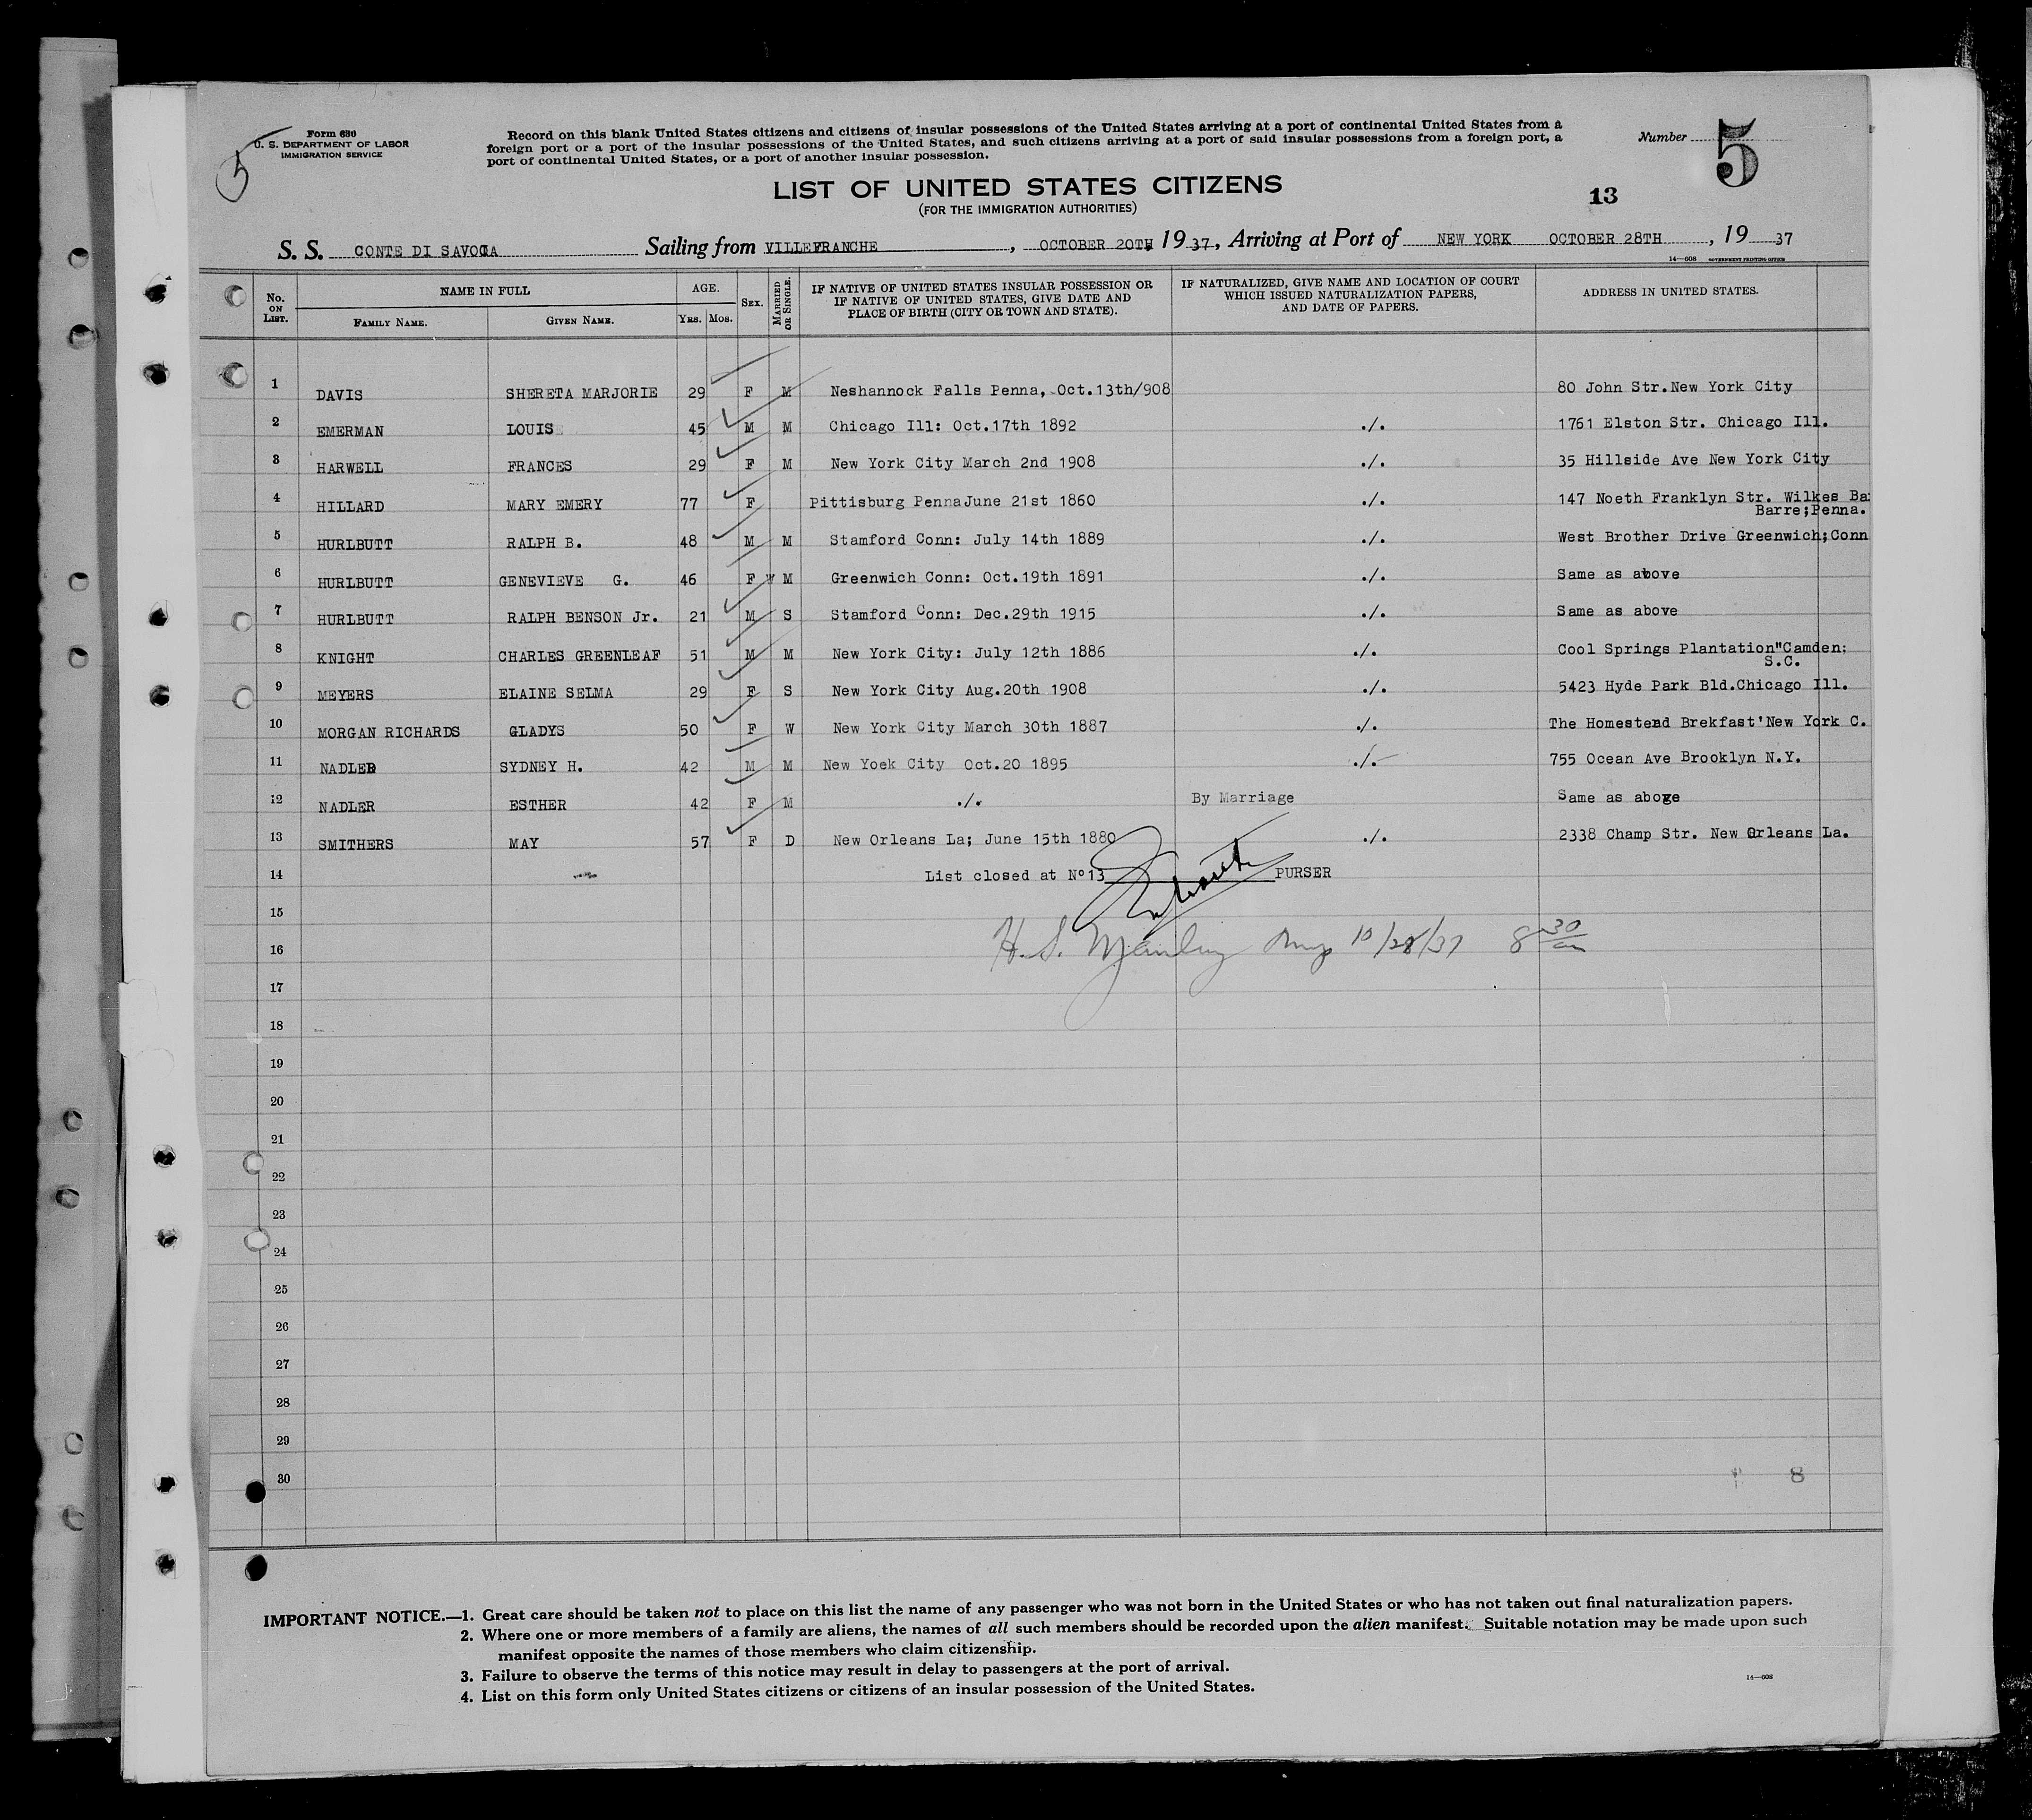 5
Form 630
U. S. DEPARTMENT OF LABOR
IMMIGRATION SERVICE
Record on this blank United States citizens and citizens of insular possessions of the United States arriving at a port of continental United States from a
foreign port or a port of the insular possessions of the United States, and such citizens arriving at a port of said insular possessions from a foreign port, a
port of continental United States, or a port of another insular possession.
Number 5
LIST OF UNITED STATES CITIZENS
(FOR THE IMMIGRATION AUTHORITIES)
13
S. S. CONTE DI SAVOIA Sailing from VILLEFRANCHE, OCTOBER 20TH 19 37, Arriving at Port of NEW YORK OCTOBER 28TH, 19 37
14—608 GOVERNMENT PRINTING OFFICE
No. ON LIST. NAME IN FULL FAMILY NAME. GIVEN NAME. AGE. YRS. MOS. SEX. MARRIED OR SINGLE. IF NATIVE OF UNITED STATES INSULAR POSSESSION OR IF NATIVE OF UNITED STATES, GIVE DATE AND PLACE OF BIRTH (CITY OR TOWN AND STATE). IF NATURALIZED, GIVE NAME AND LOCATION OF COURT WHICH ISSUED NATURALIZATION PAPERS, AND DATE OF PAPERS. ADDRESS IN UNITED STATES.
1 DAVIS SHERETA MARJORIE 29 F M Neshannock Falls Penna, Oct.13th/908 80 John Str.New York City
2 EMERMAN LOUIS 45 M M Chicago Ill: Oct.17th 1892 ./. 1761 Elston Str. Chicago Ill.
3 HARWELL FRANCES 29 F M New York City March 2nd 1908 ./. 35 Hillside Ave New York City
4 HILLARD MARY EMERY 77 F Pittisburg PennaJune 21st 1860 ./. 147 Noeth Franklyn Str. Wilkes Ba
Barre;Penna.
5 HURLBUTT RALPH B. 48 M M Stamford Conn: July 14th 1889 ./. West Brother Drive Greenwich;Conn
6 HURLBUTT GENEVIEVE G. 46 F M Greenwich Conn: Oct.19th 1891 ./. Same as above
7 HURLBUTT RALPH BENSON Jr. 21 M S Stamford Conn: Dec.29th 1915 ./. Same as above
8 KNIGHT CHARLES GREENLEAF 51 M M New York City: July 12th 1886 ./. Cool Springs Plantation"Camden;
S.C.
9 MEYERS ELAINE SELMA 29 F S New York City Aug.20th 1908 ./. 5423 Hyde Park Bld.Chicago Ill.
10 MORGAN RICHARDS GLADYS 50 F W New York City March 30th 1887 ./. The Homestend Brekfast'New York C.
11 NADLER SYDNEY H. 42 M M New Yoek City Oct.20 1895 ./. 755 Ocean Ave Brooklyn N.Y.
12 NADLER ESTHER 42 F M ./. By Marriage Same as above
13 SMITHERS MAY 57 F D New Orleans La; June 15th 1880 ./. 2338 Champ Str. New Orleans La.
14 List closed at Nº13 PURSER
15
16 H. S. Manley 10/28/37 8 30 am
17
18
19
20
21
22
23
24
25
26
27
28
29
30
8
IMPORTANT NOTICE.—1. Great care should be taken not to place on this list the name of any passenger who was not born in the United States or who has not taken out final naturalization papers.
2. Where one or more members of a family are aliens, the names of all such members should be recorded upon the alien manifest. Suitable notation may be made upon such
manifest opposite the names of those members who claim citizenship.
3. Failure to observe the terms of this notice may result in delay to passengers at the port of arrival.
4. List on this form only United States citizens or citizens of an insular possession of the United States.
14—608